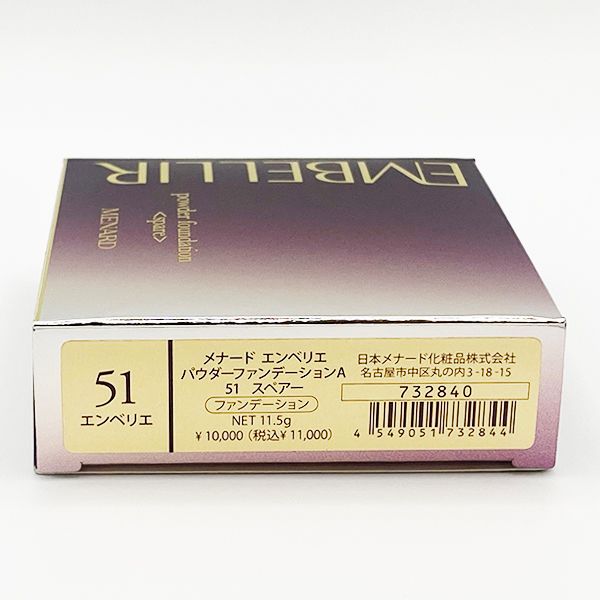 EMBELLIR
powder foundation
<spare>
MENARD
51
エンベリエ
メナード エンベリエ
パウダーファンデーションA
51 スペアー
ファンデーション
NET 11.5g
¥10,000(税込¥11,000)
日本メナード化粧品株式会社
名古屋市中区丸の内3-18-15
732840
4 549051 732844